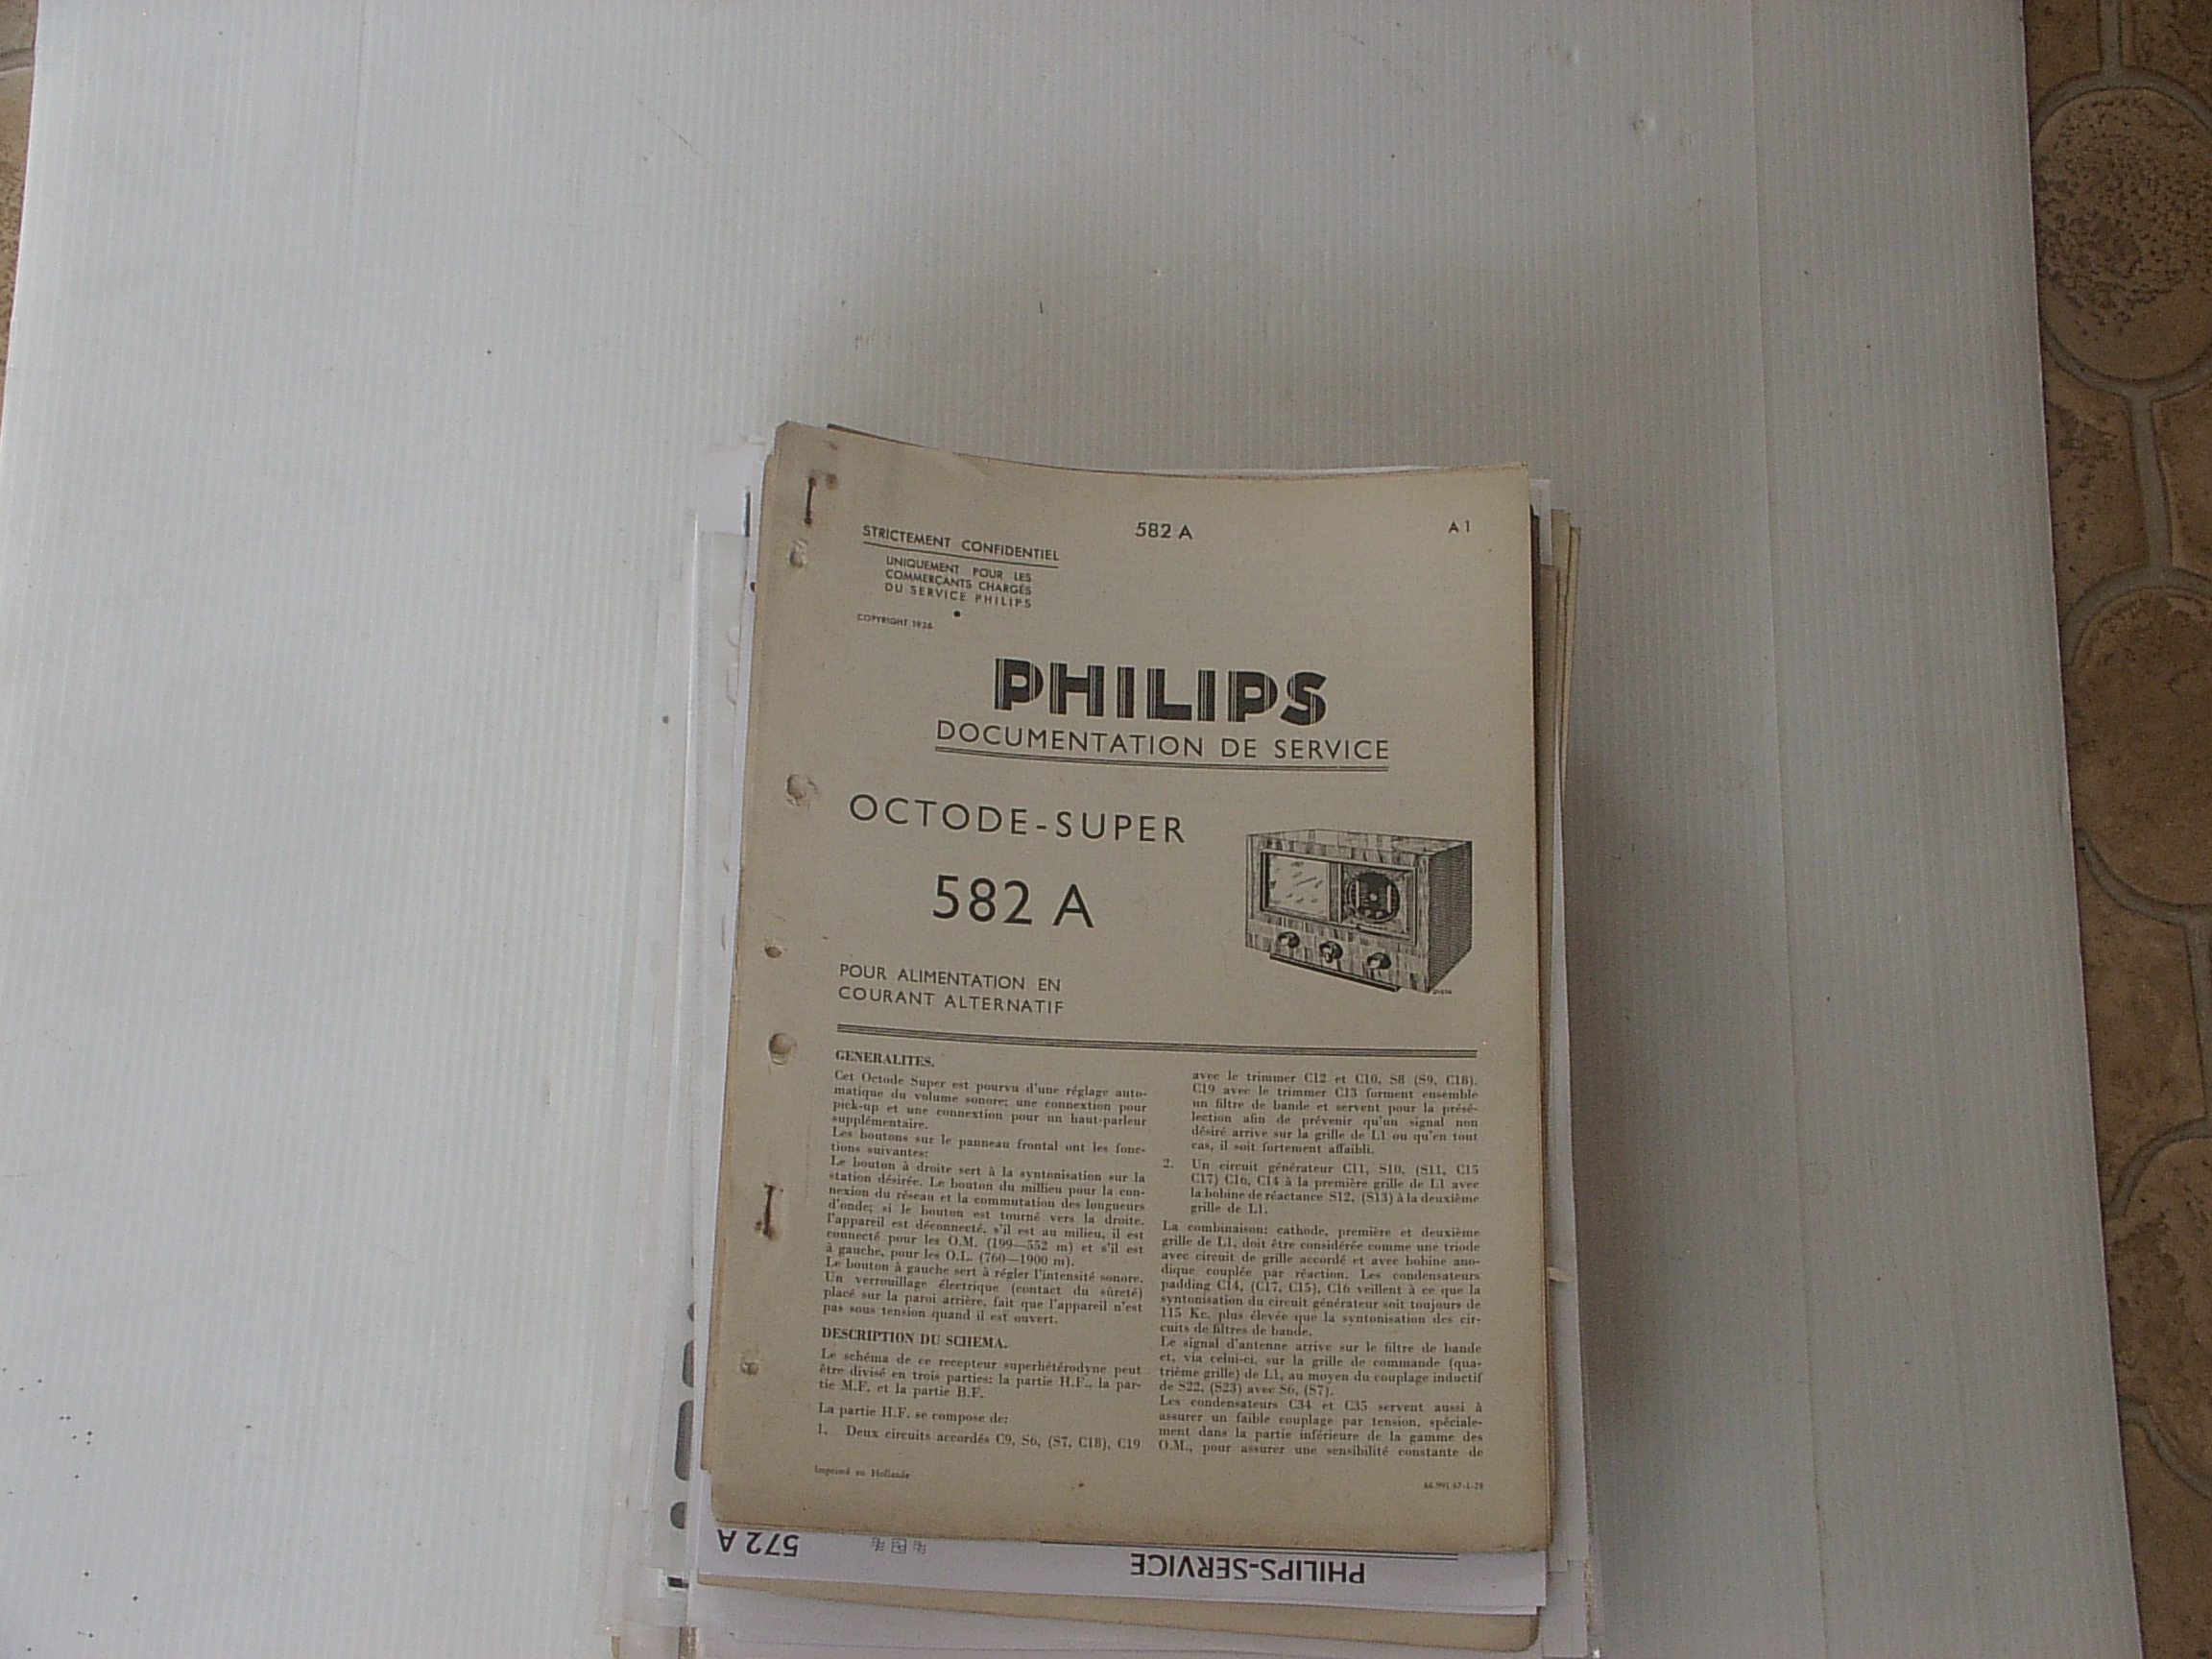 582 A
A 1
STRICTEMENT CONFIDENTIEL
UNIQUEMENT POUR LES
COMMERÇANTS CHARGÉS
DU SERVICE PHILIPS
COPYRIGHT 1936
PHILIPS
DOCUMENTATION DE SERVICE
OCTODE-SUPER
582 A
POUR ALIMENTATION EN
COURANT ALTERNATIF
GENERALITES.
Cet Octode Super est pourvu d'une réglage auto-
matique du volume sonore; une connection pour
pick-up et une connextion pour un haut-parleur
supplémentaire.
Les boutons sur le panneau frontal ont les fonc-
tions suivantes:
Le bouton à droite sert à la syntonisation sur la
station désirée. Le bouton du millieu pour la con-
nexion du réseau et la commutation des longueurs
d'onde; si le bouton est tourné vers la droite,
l'appareil est déconnecté, s'il est au milieu, il est
connecté pour les O.M. (199—552 m) et s'il est
à gauche, pour les O.L. (760—1900 m).
Le bouton à gauche sert à régler l'intensité sonore.
Un verrouillage électrique (contact du sûreté)
placé sur la paroi arrière, fait que l'appareil n'est
pas sous tension quand il est ouvert.
DESCRIPTION DU SCHEMA.
Le schéma de ce recepteur superhétérodyne peut
être divisé en trois parties: la partie H.F., la par-
tie M.F. et la partie B.F.
La partie H.F. se compose de:
1. Deux circuits accordés C9, S6, (S7, C18), C19
avec le trimmer C12 et C10, S8 (S9, C18).
C19 avec le trimmer C13 forment ensemble
un filtre de bande et servent pour la présé-
lection afin de prévenir qu'un signal non
désiré arrive sur la grille de L1 ou qu'en tout
cas, il soit fortement affaibli.
2. Un circuit générateur C11, S10, (S11, C15
C17) C16, C14 à la première grille de L1 avec
la bobine de réactance S12, (S13) à la deuxième
grille de L1.
La combinaison: cathode, première et deuxième
grille de L1, doit être considérée comme une triode
avec circuit de grille accordé et avec bobine ano-
dique couplée par réaction. Les condensateurs
padding C14, (C17, C15), C16 veillent à ce que la
syntonisation du circuit générateur soit toujours de
115 Kc. plus élevée que la syntonisation des cir-
cuits de filtres de bande.
Le signal d'antenne arrive sur le filtre de bande
et, via celui-ci, sur la grille de commande (qua-
trième grille) de L1, au moyen du couplage inductif
de S22, (S23) avec S6, (S7).
Les condensateurs C34 et C35 servent aussi à
assurer un faible couplage par tension, spéciale-
ment dans la partie inférieure de la gamme des
O.M., pour assurer une sensibilité constante de
Imprimé en Hollande
572 A
PHILIPS-SERVICE